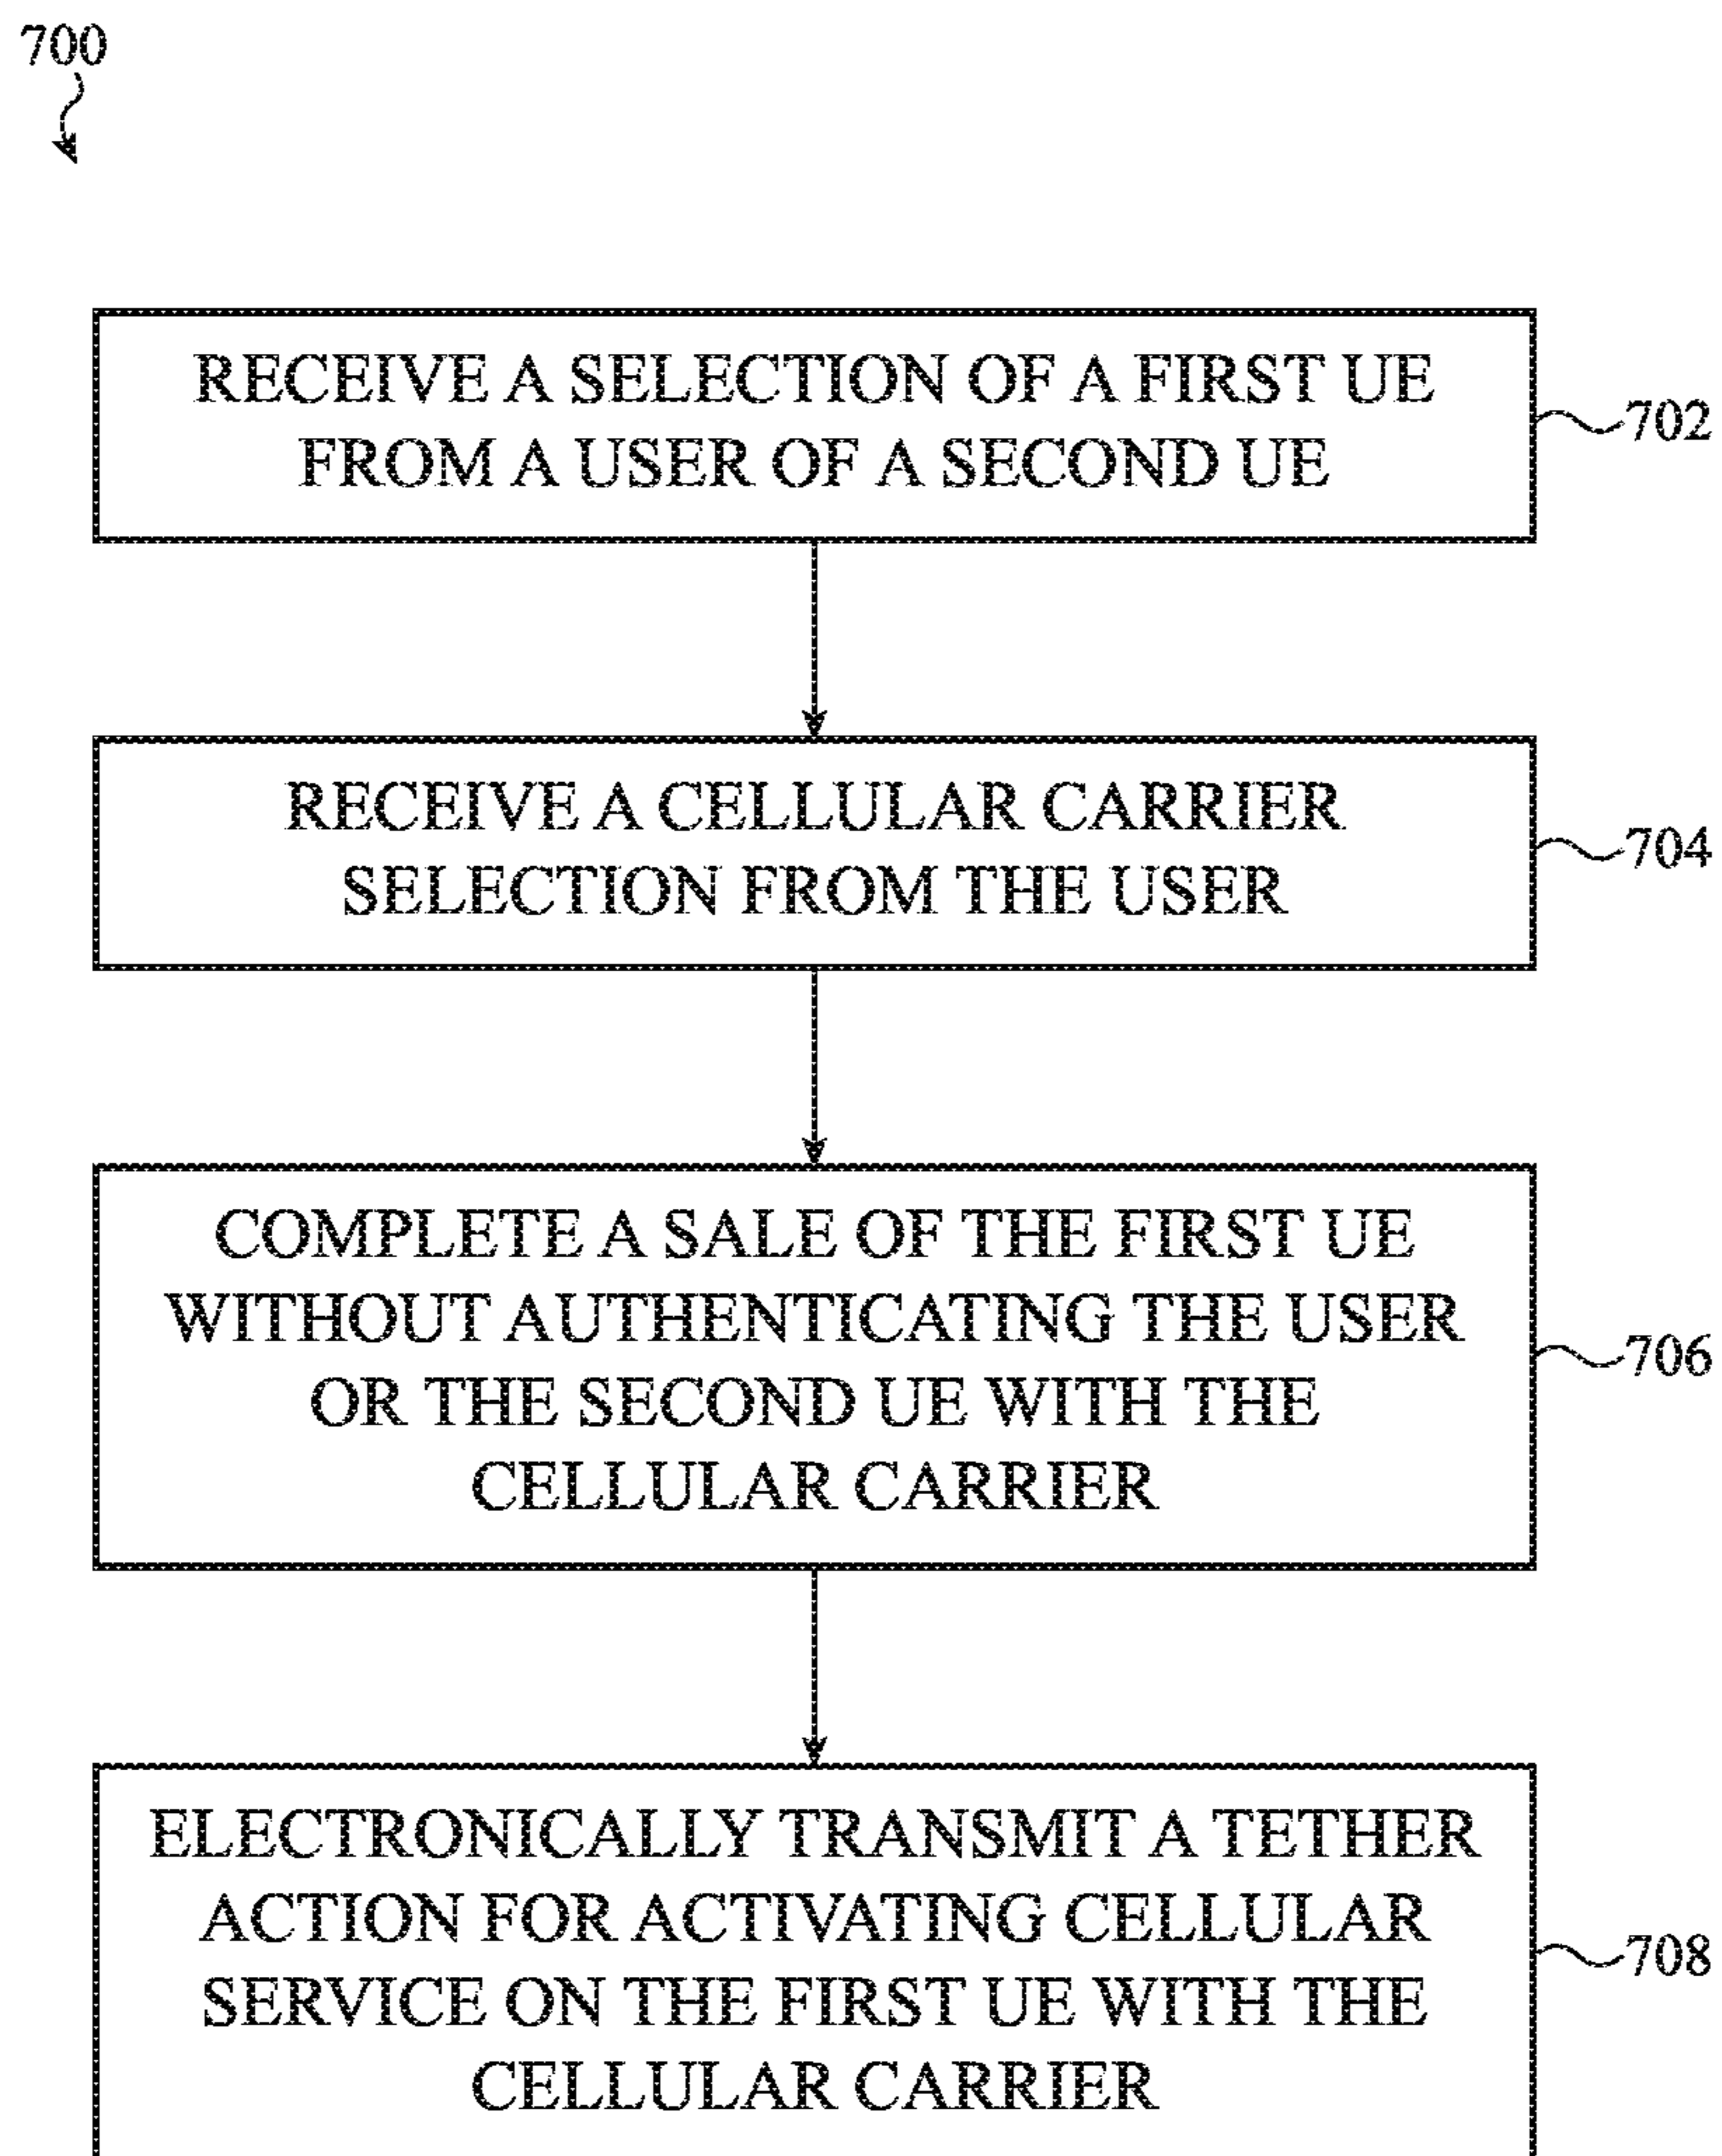 700
RECEIVE A SELECTION OF A FIRST UE
FROM A USER OF A SECOND UE
702
RECEIVE A CELLULAR CARRIER
SELECTION FROM THE USER
704
COMPLETE A SALE OF THE FIRST UE
WITHOUT AUTHENTICATING THE USER
OR THE SECOND UE WITH THE
CELLULAR CARRIER
706
ELECTRONICALLY TRANSMIT A TETHER
ACTION FOR ACTIVATING CELLULAR
SERVICE ON THE FIRST UE WITH THE
CELLULAR CARRIER
708